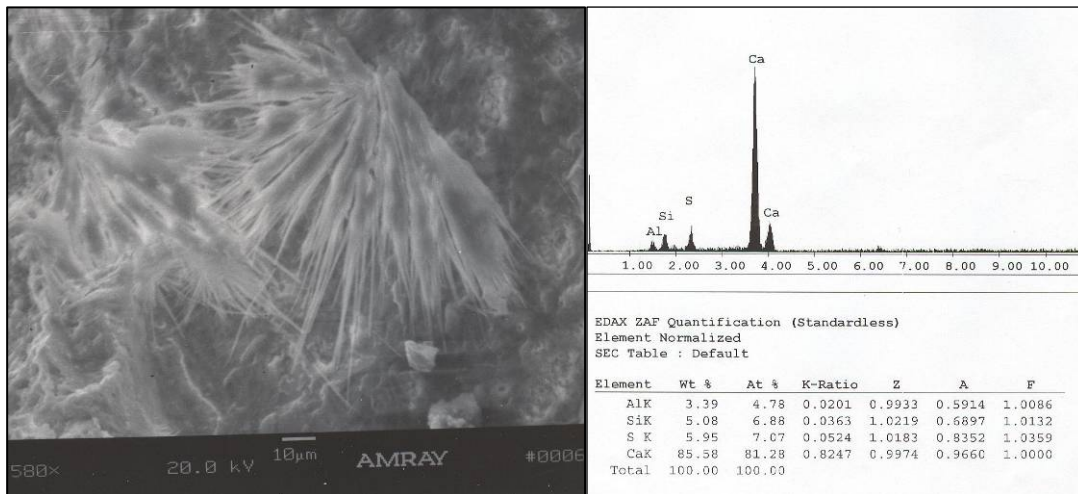 580× 20.0 kV 10µm AMRAY #0006
Ca
S
Si
Al
Ca
1.00 2.00 3.00 4.00 5.00 6.00 7.00 8.00 9.00 10.00
EDAX ZAF Quantification (Standardless)
Element Normalized
SEC Table : Default
Element Wt % At % K-Ratio Z A F
AlK 3.39 4.78 0.0201 0.9933 0.5914 1.0086
SiK 5.08 6.88 0.0363 1.0219 0.6897 1.0132
S K 5.95 7.07 0.0524 1.0183 0.8352 1.0359
CaK 85.58 81.28 0.8247 0.9974 0.9660 1.0000
Total 100.00 100.00